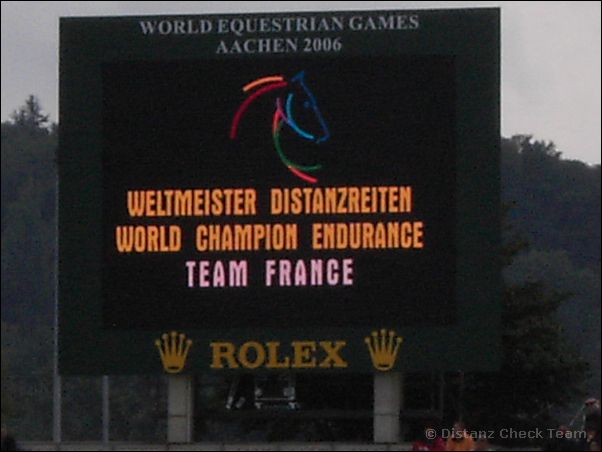 WORLD EQUESTRIAN GAMES
AACHEN 2006
WELTMEISTER DISTANZREITEN
WORLD CHAMPION ENDURANCE
TEAM FRANCE
ROLEX
© Distanz Check Team